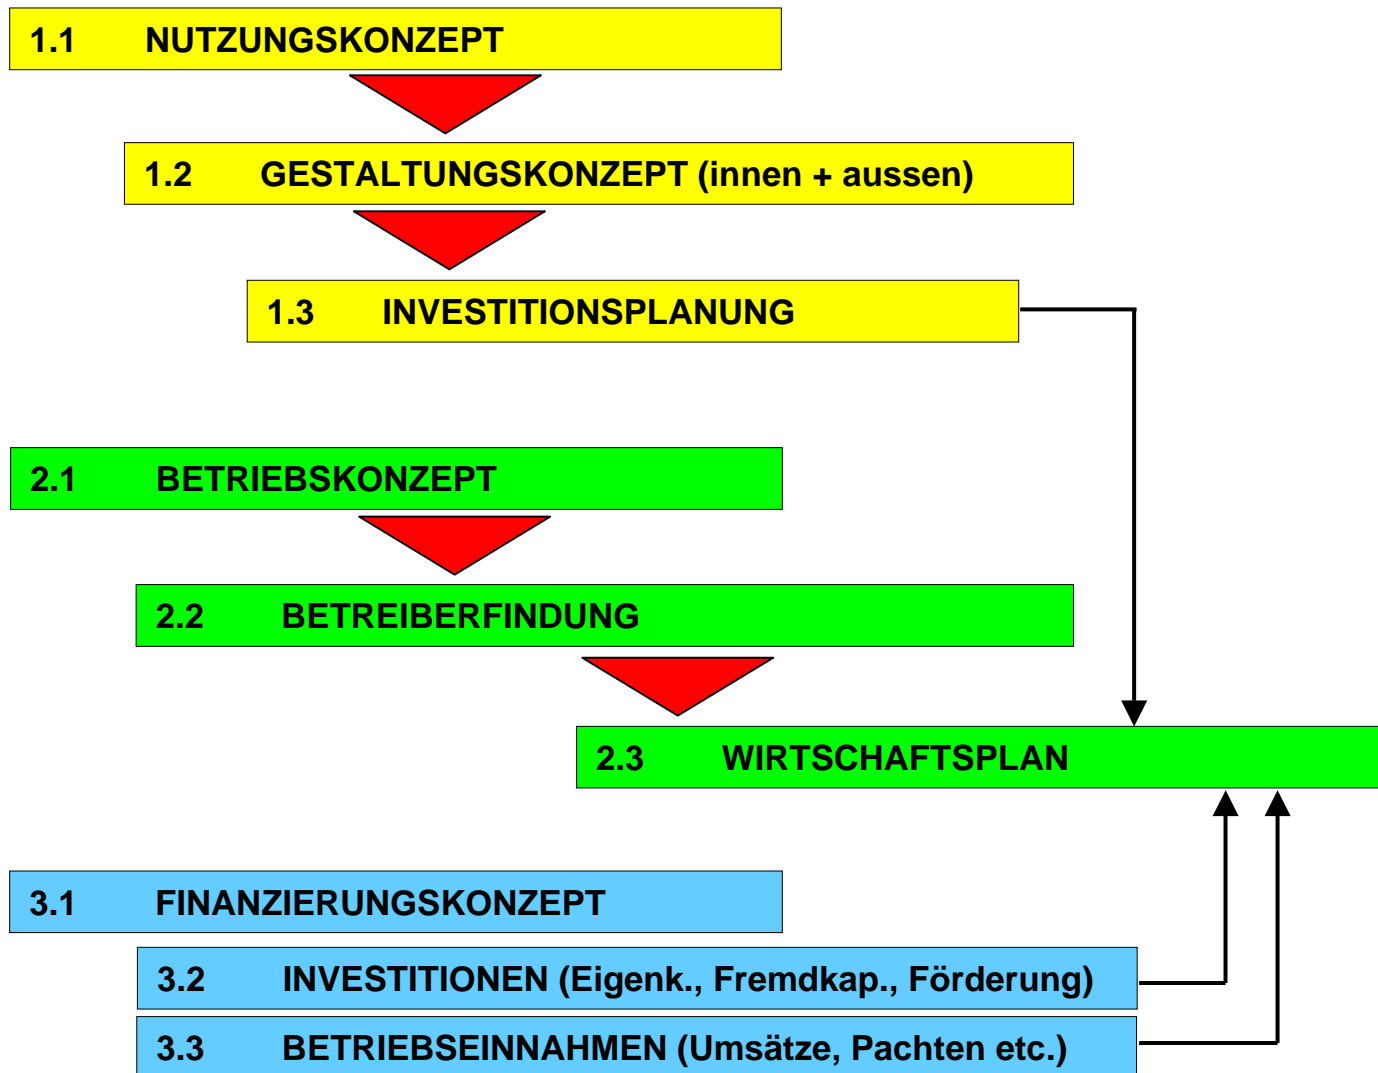 1.1 NUTZUNGSKONZEPT
1.2 GESTALTUNGSKONZEPT (innen + aussen)
1.3 INVESTITIONSPLANUNG
2.1 BETRIEBSKONZEPT
2.2 BETREIBERFINDUNG
2.3 WIRTSCHAFTSPLAN
3.1 FINANZIERUNGSKONZEPT
3.2 INVESTITIONEN (Eigenk., Fremdkap., Förderung)
3.3 BETRIEBSEINNAHMEN (Umsätze, Pachten etc.)